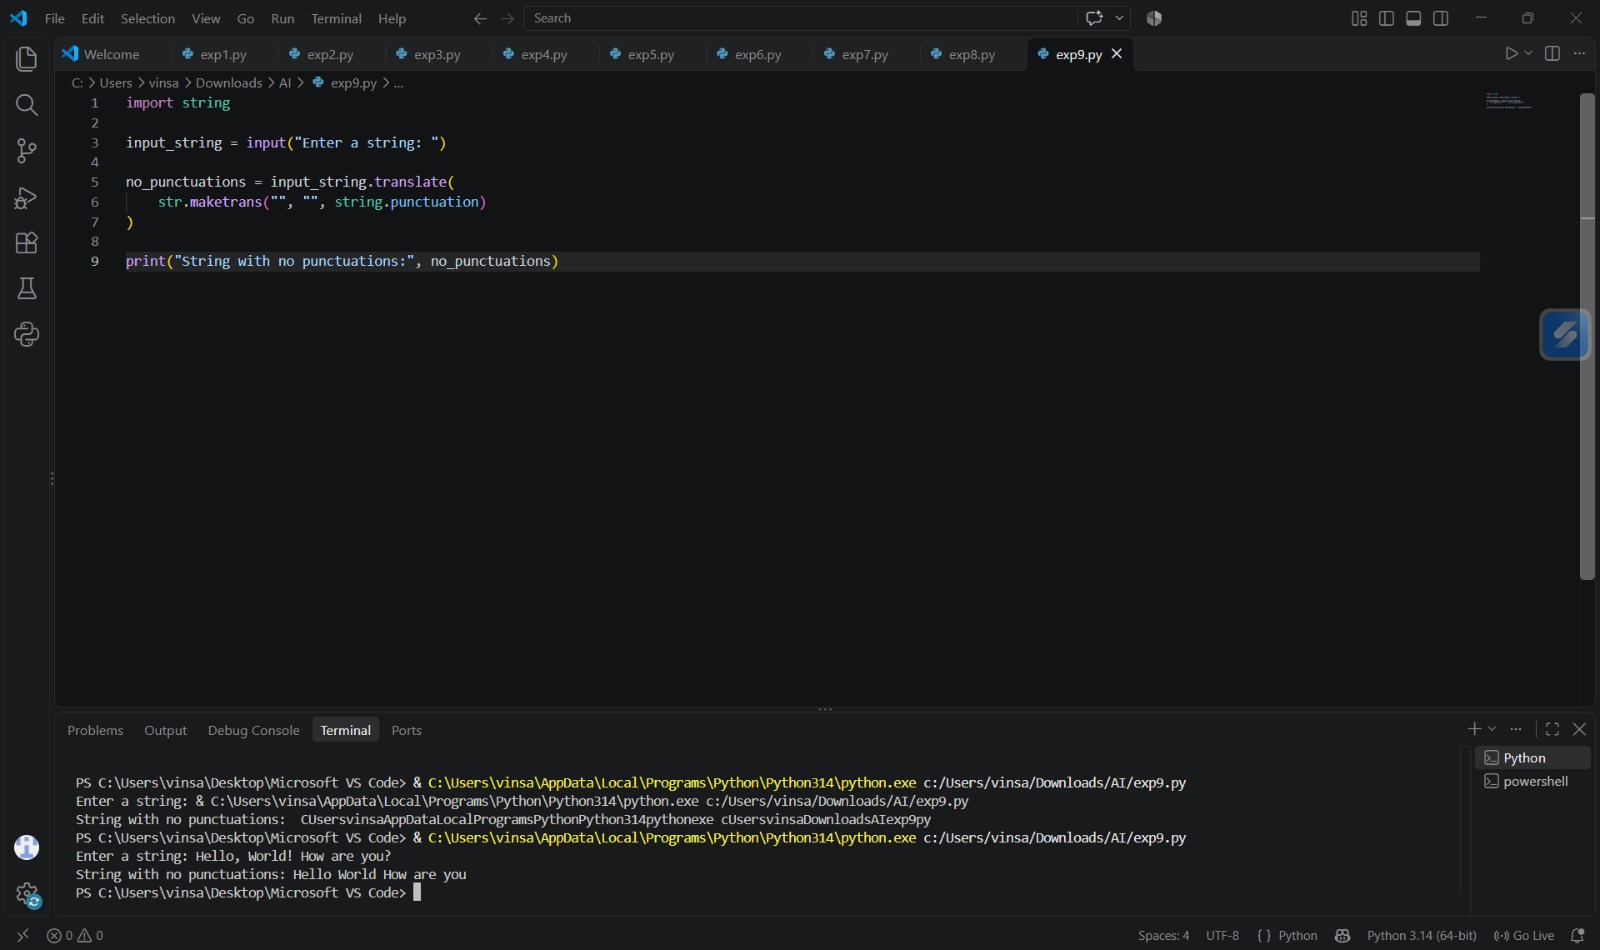 File Edit Selection View Go Run Terminal Help Search
Welcome exp1.py exp2.py exp3.py exp4.py exp5.py exp6.py exp7.py exp8.py exp9.py
C: > Users > vinsa > Downloads > AI > exp9.py > ...
1 import string
2
3 input_string = input("Enter a string: ")
4
5 no_punctuations = input_string.translate(
6     str.maketrans("", "", string.punctuation)
7 )
8
9 print("String with no punctuations:", no_punctuations)
Problems Output Debug Console Terminal Ports
Python
powershell
PS C:\Users\vinsa\Desktop\Microsoft VS Code> & C:\Users\vinsa\AppData\Local\Programs\Python\Python314\python.exe c:/Users/vinsa/Downloads/AI/exp9.py
Enter a string: & C:\Users\vinsa\AppData\Local\Programs\Python\Python314\python.exe c:/Users/vinsa/Downloads/AI/exp9.py
String with no punctuations:  CUsersvinsaAppDataLocalProgramsPythonPython314pythonexe cUsersvinsaDownloadsAIexp9py
PS C:\Users\vinsa\Desktop\Microsoft VS Code> & C:\Users\vinsa\AppData\Local\Programs\Python\Python314\python.exe c:/Users/vinsa/Downloads/AI/exp9.py
Enter a string: Hello, World! How are you?
String with no punctuations: Hello World How are you
PS C:\Users\vinsa\Desktop\Microsoft VS Code>
0 0 Spaces: 4 UTF-8 { } Python Python 3.14 (64-bit) Go Live